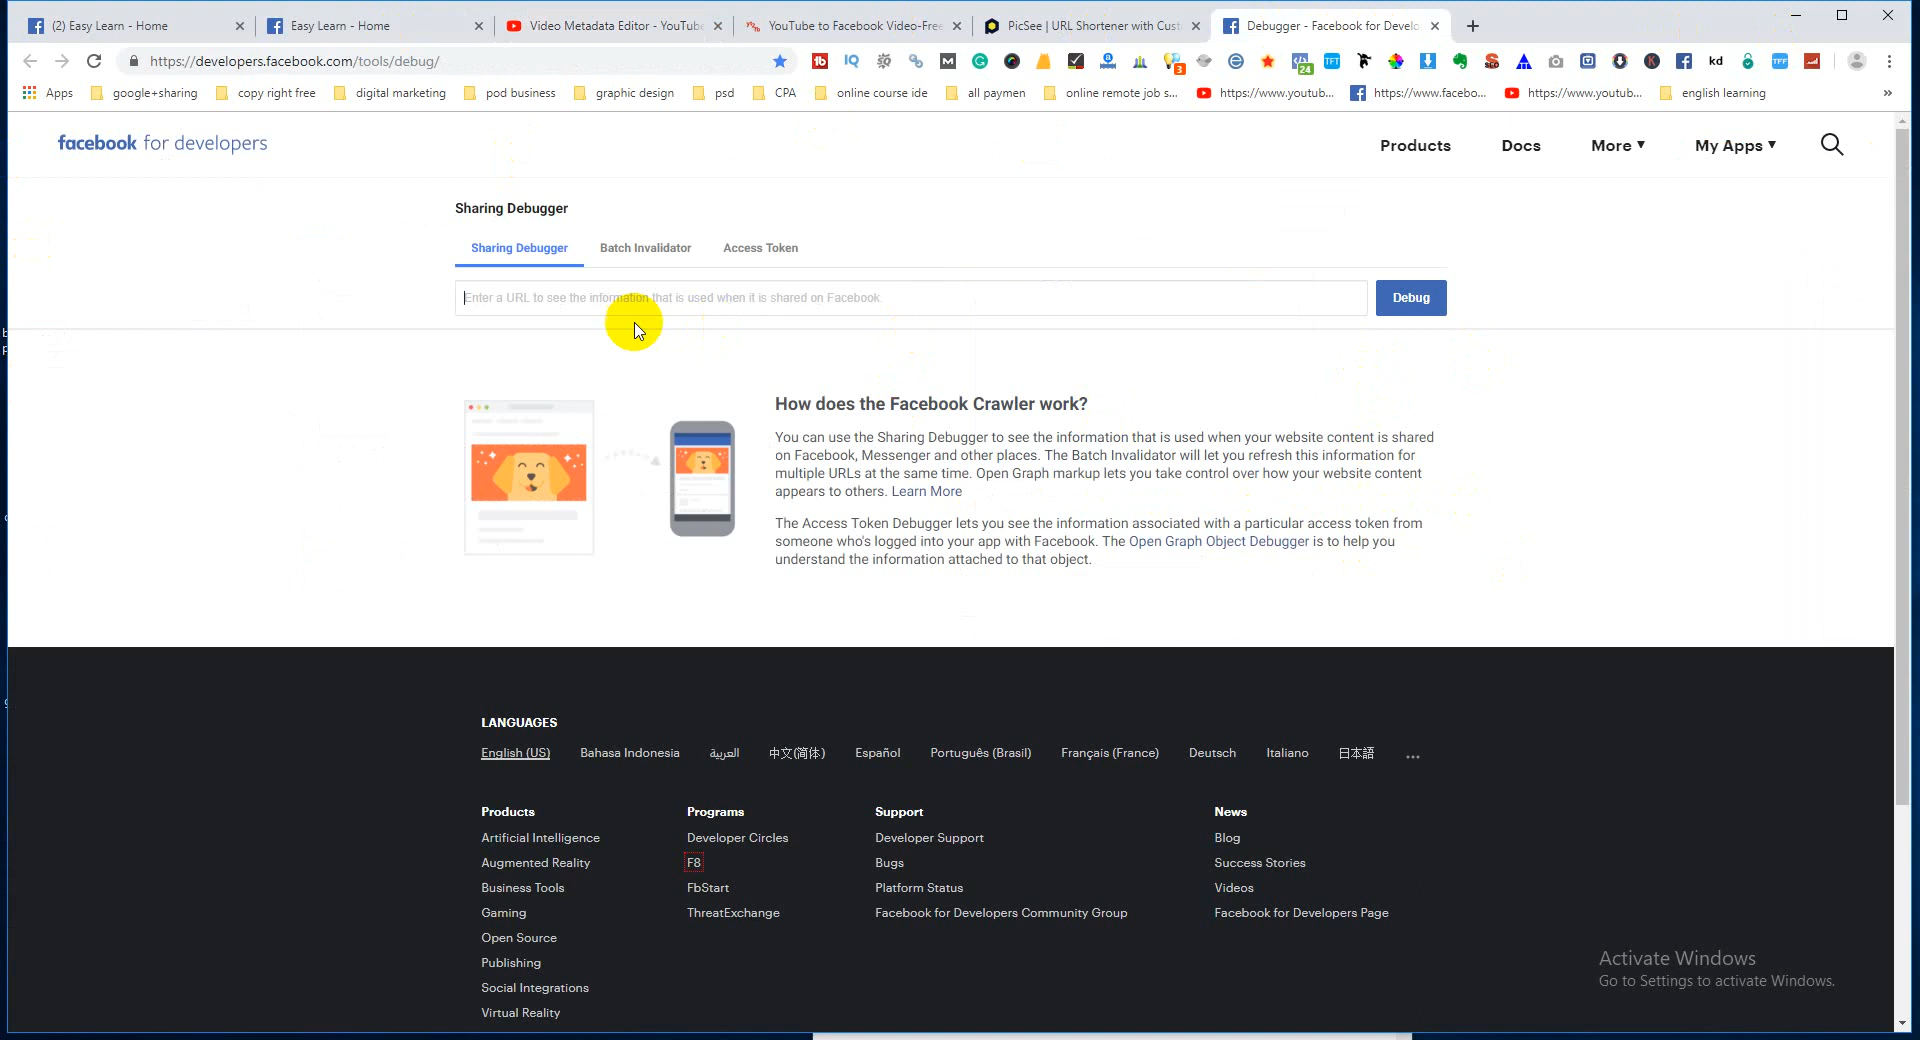 (2) Easy Learn - Home
Easy Learn - Home
Video Metadata Editor - YouTube
YouTube to Facebook Video-Free
PicSee | URL Shortener with Cust
Debugger - Facebook for Develo
https://developers.facebook.com/tools/debug/
Apps
google+sharing
copy right free
digital marketing
pod business
graphic design
psd
CPA
online course ide
all paymen
online remote job s...
https://www.youtub...
https://www.facebo...
https://www.youtub...
english learning
»
facebook for developers
Products
Docs
More
My Apps
Sharing Debugger
Sharing Debugger
Batch Invalidator
Access Token
Enter a URL to see the information that is used when it is shared on Facebook
Debug
How does the Facebook Crawler work?
You can use the Sharing Debugger to see the information that is used when your website content is shared
on Facebook, Messenger and other places. The Batch Invalidator will let you refresh this information for
multiple URLs at the same time. Open Graph markup lets you take control over how your website content
appears to others. Learn More
The Access Token Debugger lets you see the information associated with a particular access token from
someone who's logged into your app with Facebook. The Open Graph Object Debugger is to help you
understand the information attached to that object.
LANGUAGES
English (US)
Bahasa Indonesia
العربية
中文(简体)
Español
Português (Brasil)
Français (France)
Deutsch
Italiano
日本語
...
Products
Artificial Intelligence
Augmented Reality
Business Tools
Gaming
Open Source
Publishing
Social Integrations
Virtual Reality
Programs
Developer Circles
F8
FbStart
ThreatExchange
Support
Developer Support
Bugs
Platform Status
Facebook for Developers Community Group
News
Blog
Success Stories
Videos
Facebook for Developers Page
Activate Windows
Go to Settings to activate Windows.